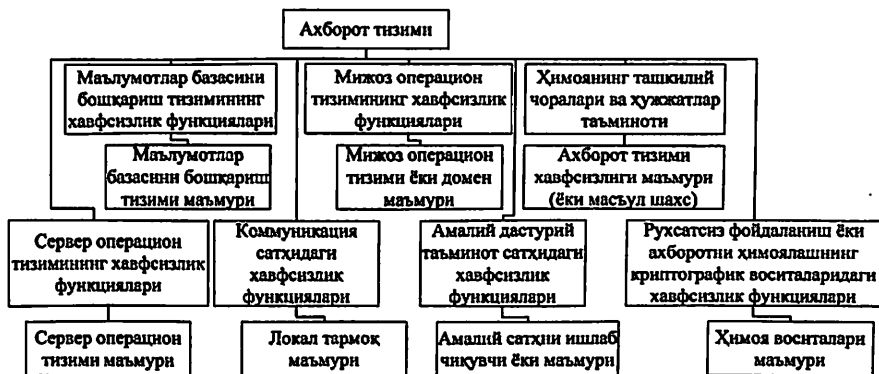 Ахборот тизими
Маълумотлар базасини
бошқариш тизимининг
хавфсизлик функциялари
Мижоз операцион
тизимининг хавфсизлик
функциялари
Ҳимоянинг ташкилий
чоралари ва ҳужжатлар
таъминоти
Маълумотлар
базасини бошқариш
тизими маъмури
Мижоз операцион
тизими ёки домен
маъмури
Ахборот тизими
хавфсизлиги маъмури
(ёки масъул шахс)
Сервер операцион
тизимининг хавфсизлик
функциялари
Коммуникация
сатҳидаги
хавфсизлик
функциялари
Амалий дастурий
таъминот сатҳидаги
хавфсизлик
функциялари
Рухсатсиз фойдаланиш ёки
ахборотни ҳимоялашнинг
криптографик воситаларидаги
хавфсизлик функциялари
Сервер операцион
тизими маъмури
Локал тармоқ
маъмури
Амалий сатҳни ишлаб
чиқувчи ёки маъмури
Ҳимоя воситалари
маъмури